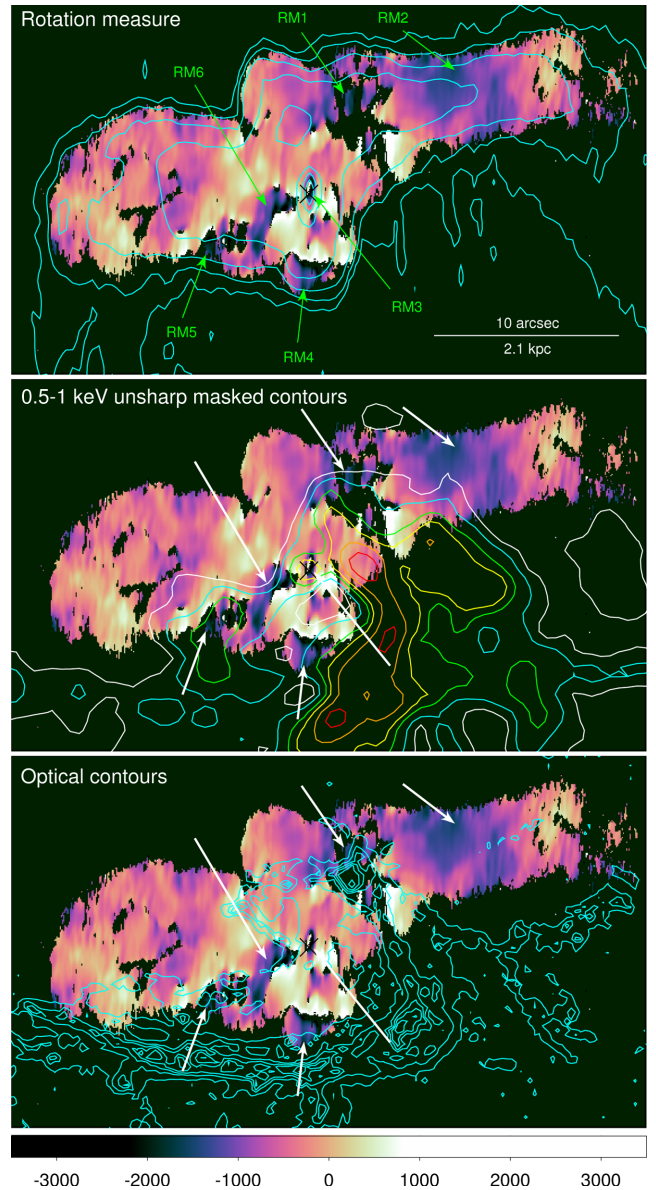 Rotation measure
RM1
RM2
RM6
RM3
RM5
RM4
10 arcsec
2.1 kpc
0.5-1 keV unsharp masked contours
Optical contours
-3000 -2000 -1000 0 1000 2000 3000